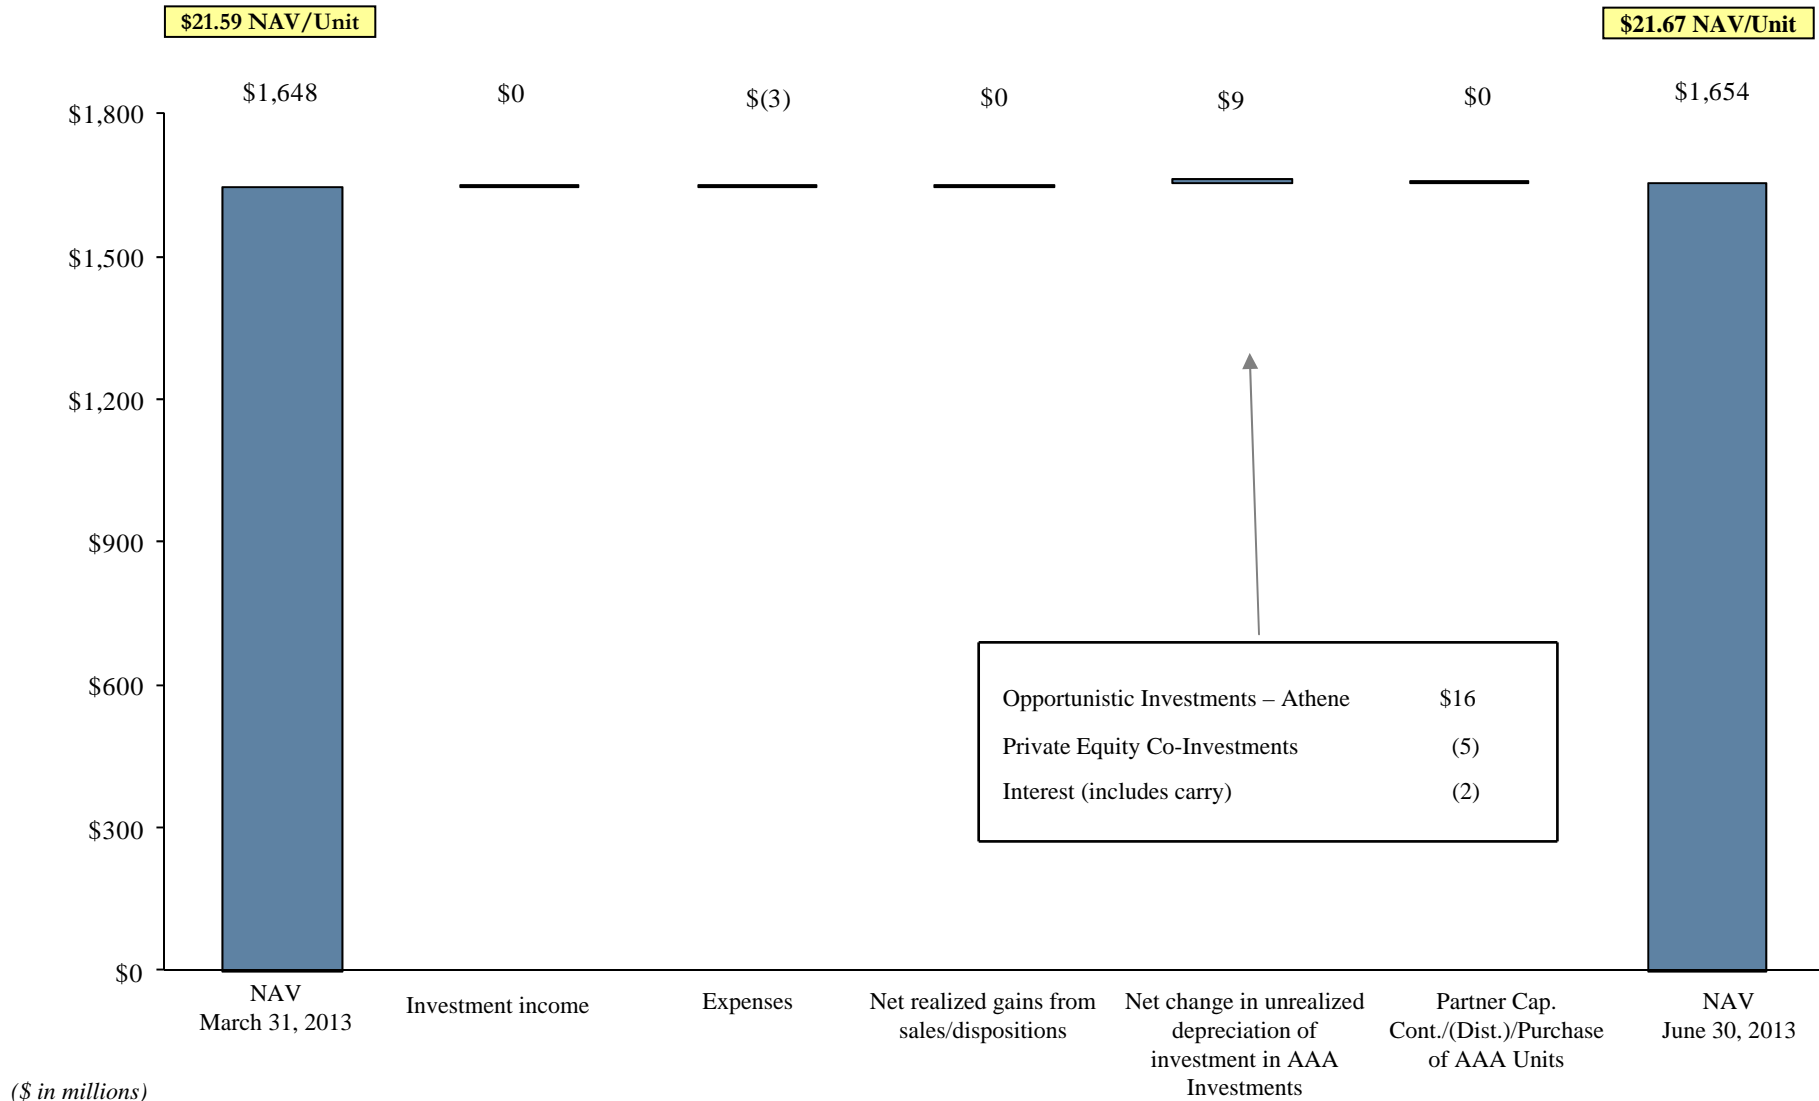 $21.59 NAV/Unit
$21.67 NAV/Unit
$1,648
$0
$(3)
$0
$9
$0
$1,654
$1,800
$1,500
$1,200
$900
$600
$300
$0
Opportunistic Investments – Athene $16
Private Equity Co-Investments (5)
Interest (includes carry) (2)
NAV
March 31, 2013
Investment income
Expenses
Net realized gains from
sales/dispositions
Net change in unrealized
depreciation of
investment in AAA
Investments
Partner Cap.
Cont./(Dist.)/Purchase
of AAA Units
NAV
June 30, 2013
($ in millions)